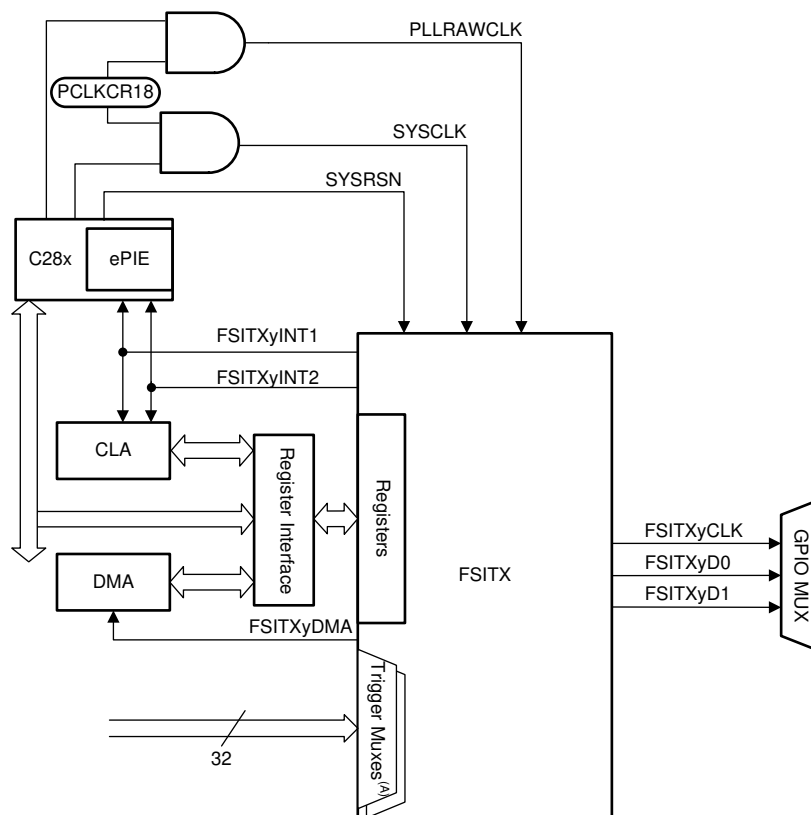 PLLRAWCLK
PCLKCR18
SYSCLK
SYSRSN
C28x
ePIE
FSITXyINT1
FSITXyINT2
CLA
Register Interface
Registers
FSITX
FSITXyCLK
FSITXyD0
FSITXyD1
GPIO MUX
DMA
FSITXyDMA
Trigger Muxes(A)
32